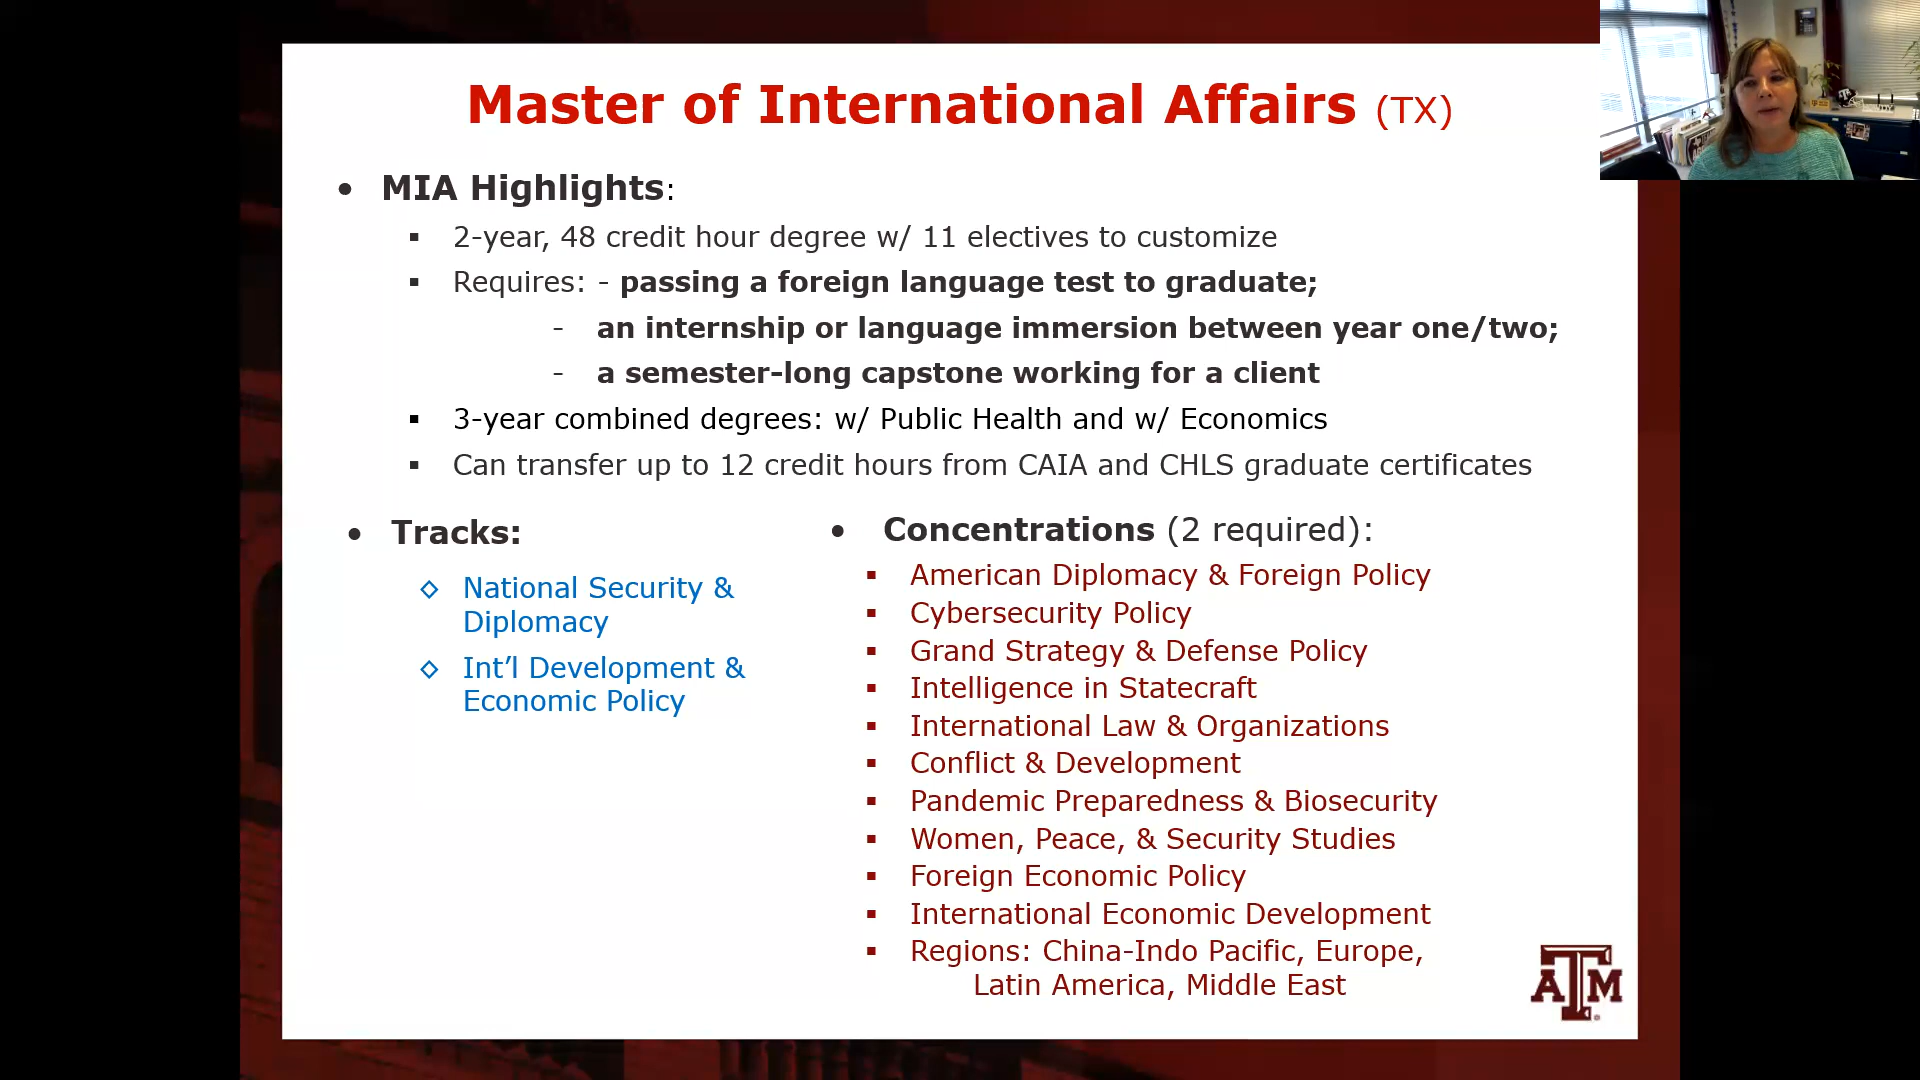 Master of International Affairs (TX)
• MIA Highlights:
▪ 2-year, 48 credit hour degree w/ 11 electives to customize
▪ Requires: - passing a foreign language test to graduate;
- an internship or language immersion between year one/two;
- a semester-long capstone working for a client
▪ 3-year combined degrees: w/ Public Health and w/ Economics
▪ Can transfer up to 12 credit hours from CAIA and CHLS graduate certificates
• Tracks:
◇ National Security &
Diplomacy
◇ Int’l Development &
Economic Policy
• Concentrations (2 required):
▪ American Diplomacy & Foreign Policy
▪ Cybersecurity Policy
▪ Grand Strategy & Defense Policy
▪ Intelligence in Statecraft
▪ International Law & Organizations
▪ Conflict & Development
▪ Pandemic Preparedness & Biosecurity
▪ Women, Peace, & Security Studies
▪ Foreign Economic Policy
▪ International Economic Development
▪ Regions: China-Indo Pacific, Europe,
Latin America, Middle East
ATM